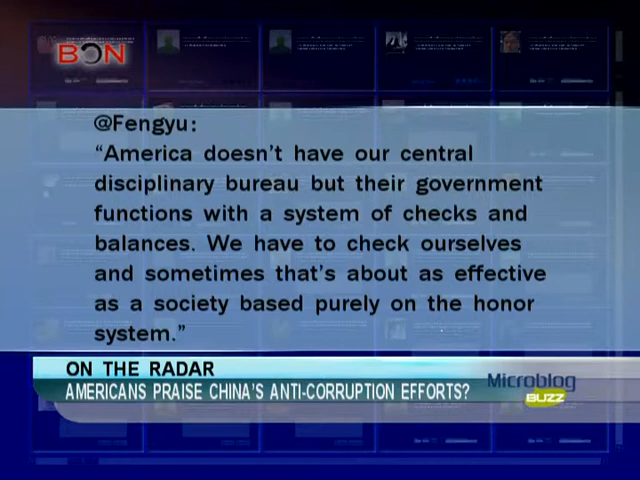 BON
@Fengyu:
“America doesn’t have our central
disciplinary bureau but their government
functions with a system of checks and
balances. We have to check ourselves
and sometimes that’s about as effective
as a society based purely on the honor
system.”
ON THE RADAR
AMERICANS PRAISE CHINA’S ANTI-CORRUPTION EFFORTS?
Microblog
BUZZ